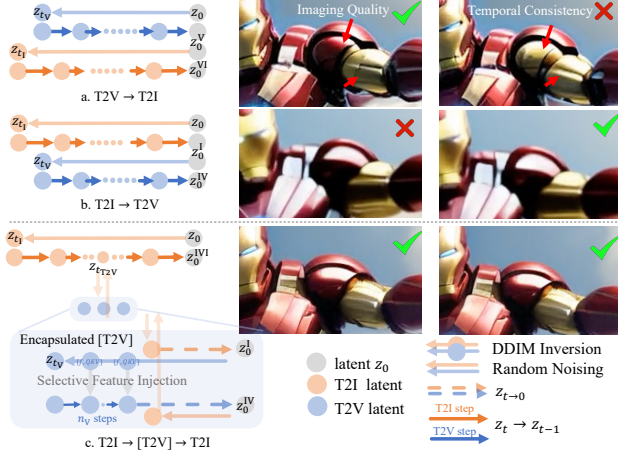 z_{t_V}
z_0
z_0^V
z_{t_I}
z_0^{VI}
a. T2V → T2I
Imaging Quality
Temporal Consistency
z_{t_I}
z_0
z_0^I
z_{t_V}
z_0^{IV}
b. T2I → T2V
z_{t_I}
z_0
z_0^{IVI}
z_{t_{T2V}}
Encapsulated [T2V]
z_0^I
z_{t_V}
Selective Feature Injection
z_0^{IV}
n_V steps
c. T2I → [T2V] → T2I
latent z_0
T2I latent
T2V latent
DDIM Inversion
Random Noising
z_{t→0}
T2I step
z_t → z_{t−1}
T2V step